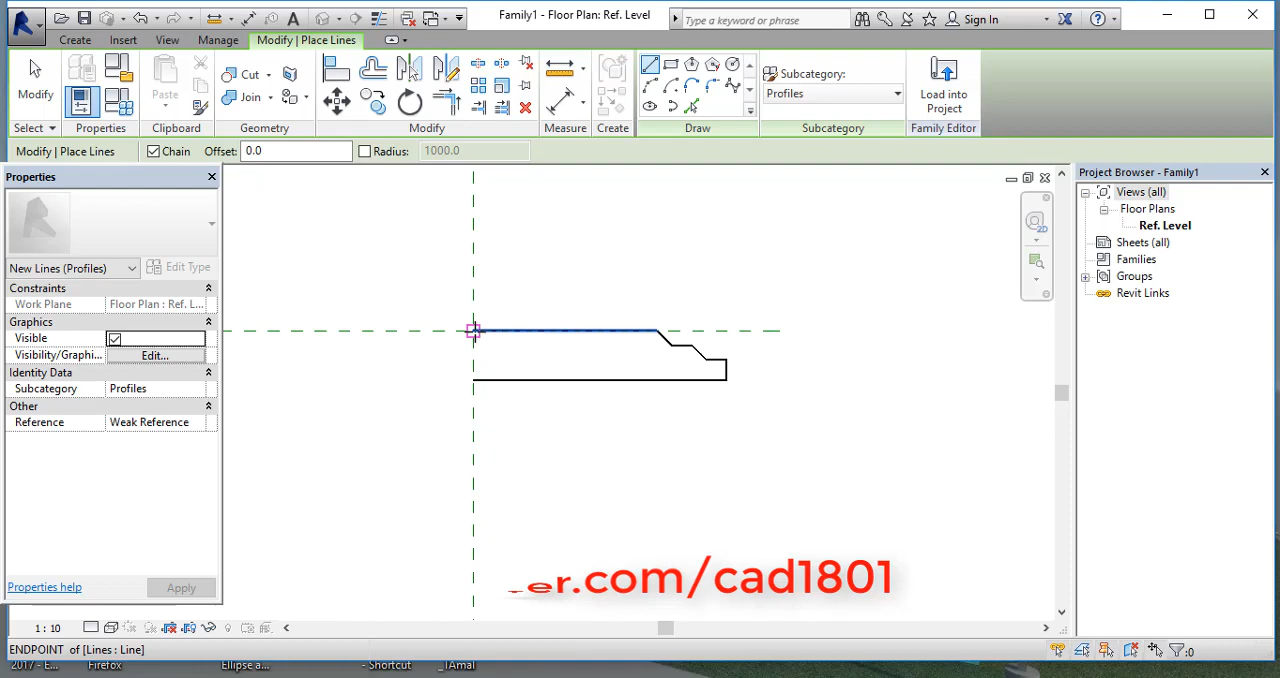 Family1 - Floor Plan: Ref. Level
Type a keyword or phrase
Sign In
Create
Insert
View
Manage
Modify | Place Lines
Modify
Paste
Cut
Join
Load into
Project
Subcategory:
Profiles
Select
Properties
Clipboard
Geometry
Modify
Measure
Create
Draw
Subcategory
Family Editor
Modify | Place Lines
Chain
Offset:
0.0
Radius:
1000.0
Properties
New Lines (Profiles)
Edit Type
Constraints
Work Plane
Floor Plan : Ref. L...
Graphics
Visible
Visibility/Graphi...
Edit...
Identity Data
Subcategory
Profiles
Other
Reference
Weak Reference
Properties help
Apply
2D
Project Browser - Family1
Views (all)
Floor Plans
Ref. Level
Sheets (all)
Families
Groups
Revit Links
er.com/cad1801
1 : 10
ENDPOINT of [Lines : Line]
:0
2017 - E...
Firefox
Ellipse a...
- Shortcut
_TAmal